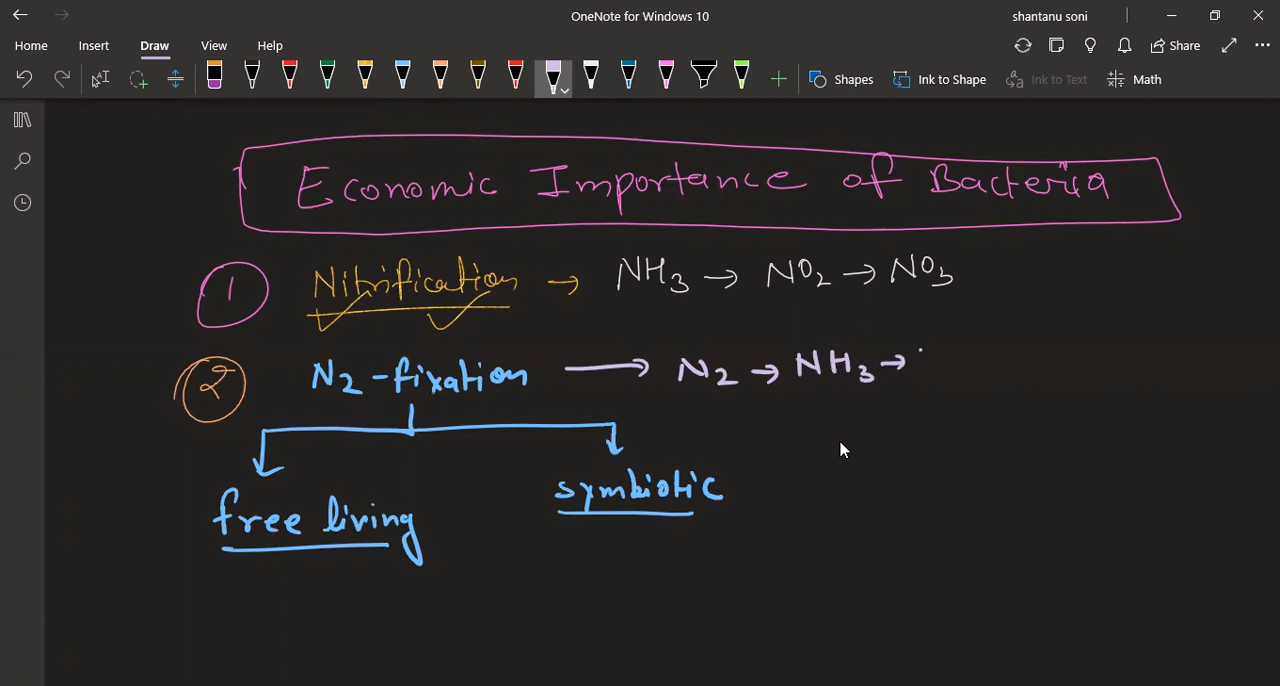 OneNote for Windows 10
shantanu soni
Home Insert Draw View Help
Share
Shapes Ink to Shape Ink to Text Math
Economic Importance of Bacteria
1 Nitrification → NH3 → NO2 → NO3
2 N2-fixation → N2 → NH3 →
free living symbiotic